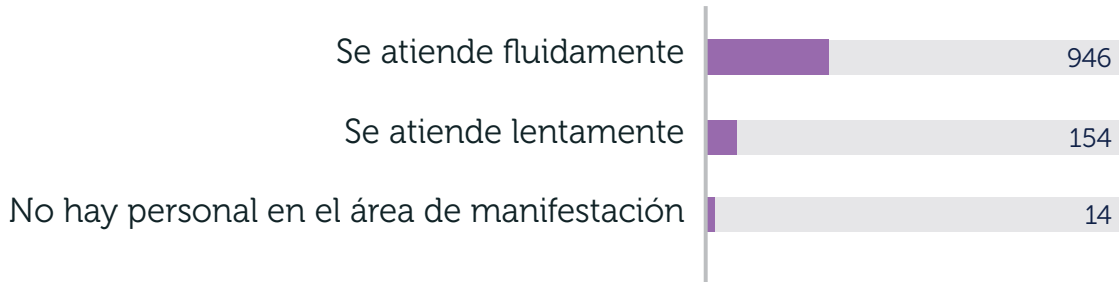 Se atiende fluidamente 946
Se atiende lentamente 154
No hay personal en el área de manifestación 14